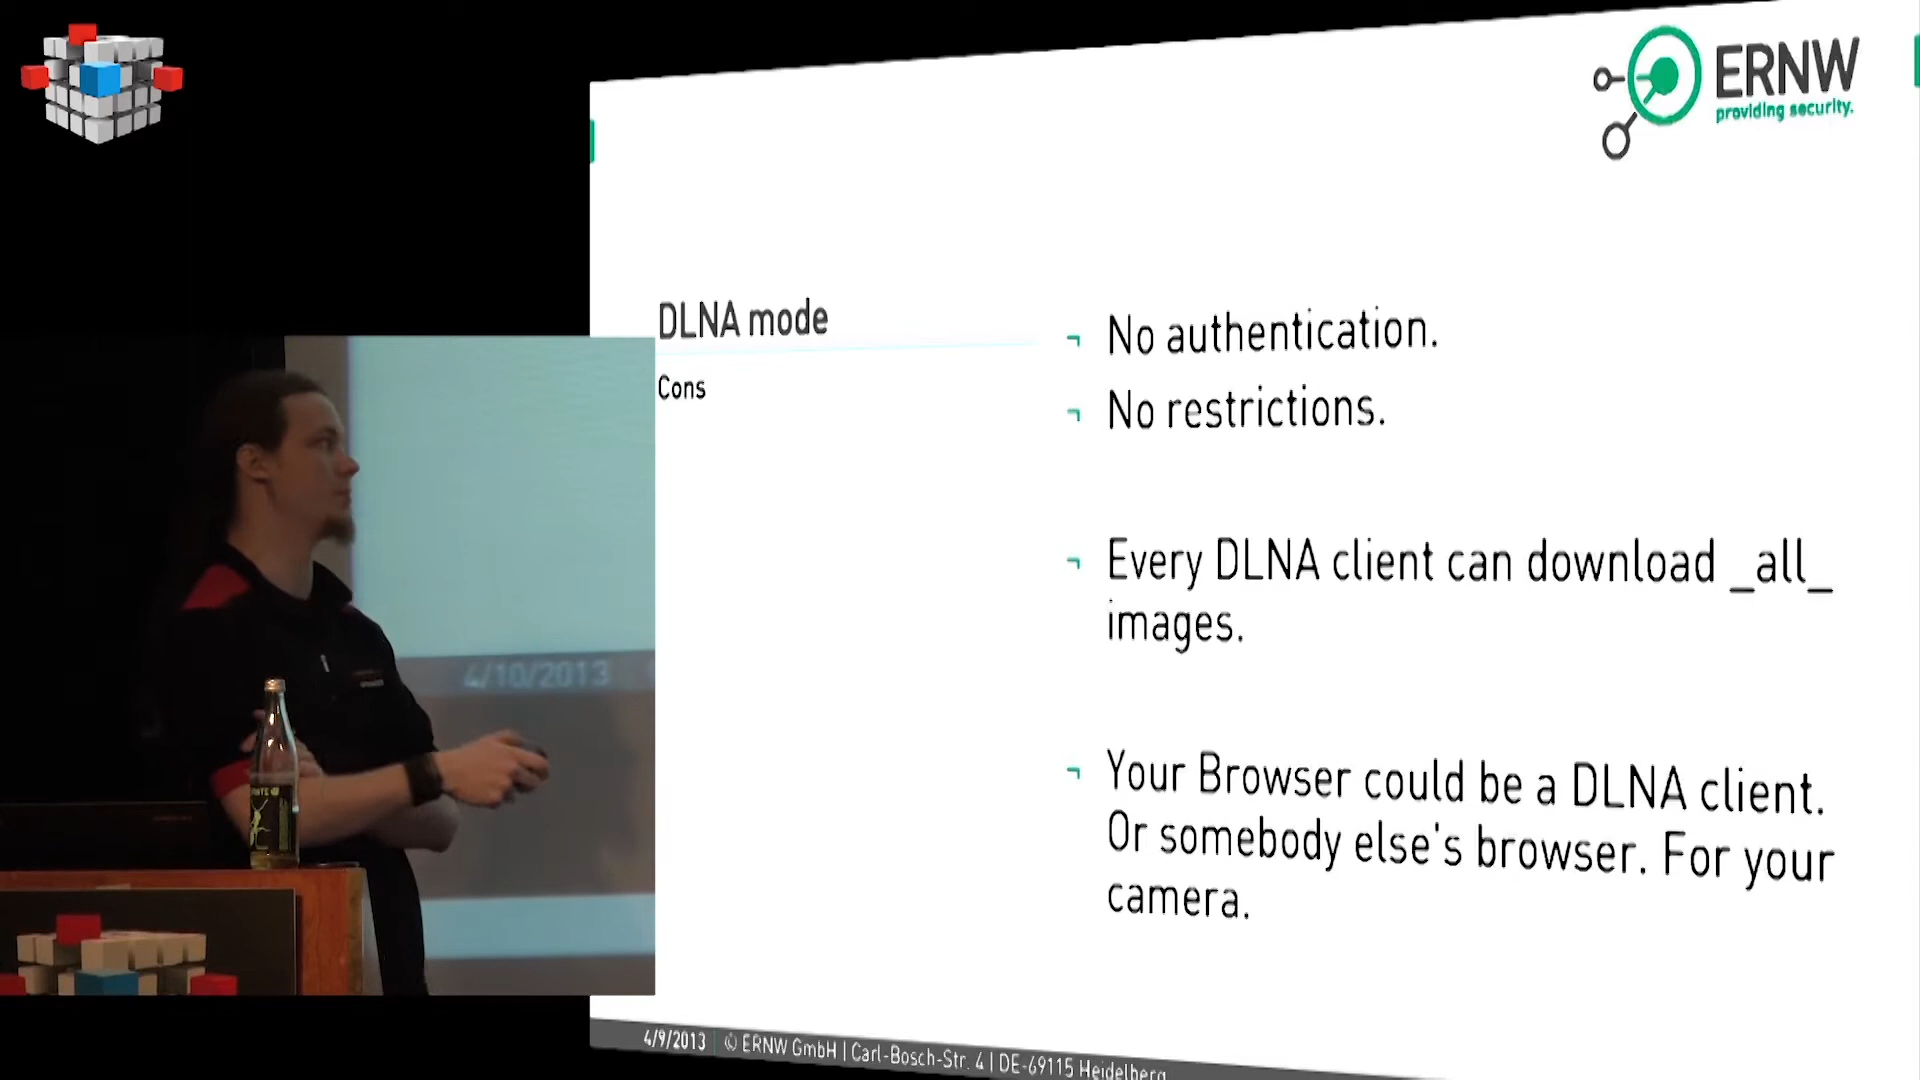 ERNW
providing security.
DLNA mode
Cons
¬ No authentication.
¬ No restrictions.
¬ Every DLNA client can download _all_
images.
¬ Your Browser could be a DLNA client.
Or somebody else's browser. For your
camera.
4/10/2013
4/9/2013 | © ERNW GmbH | Carl-Bosch-Str. 4 | DE-69115 Heidelberg